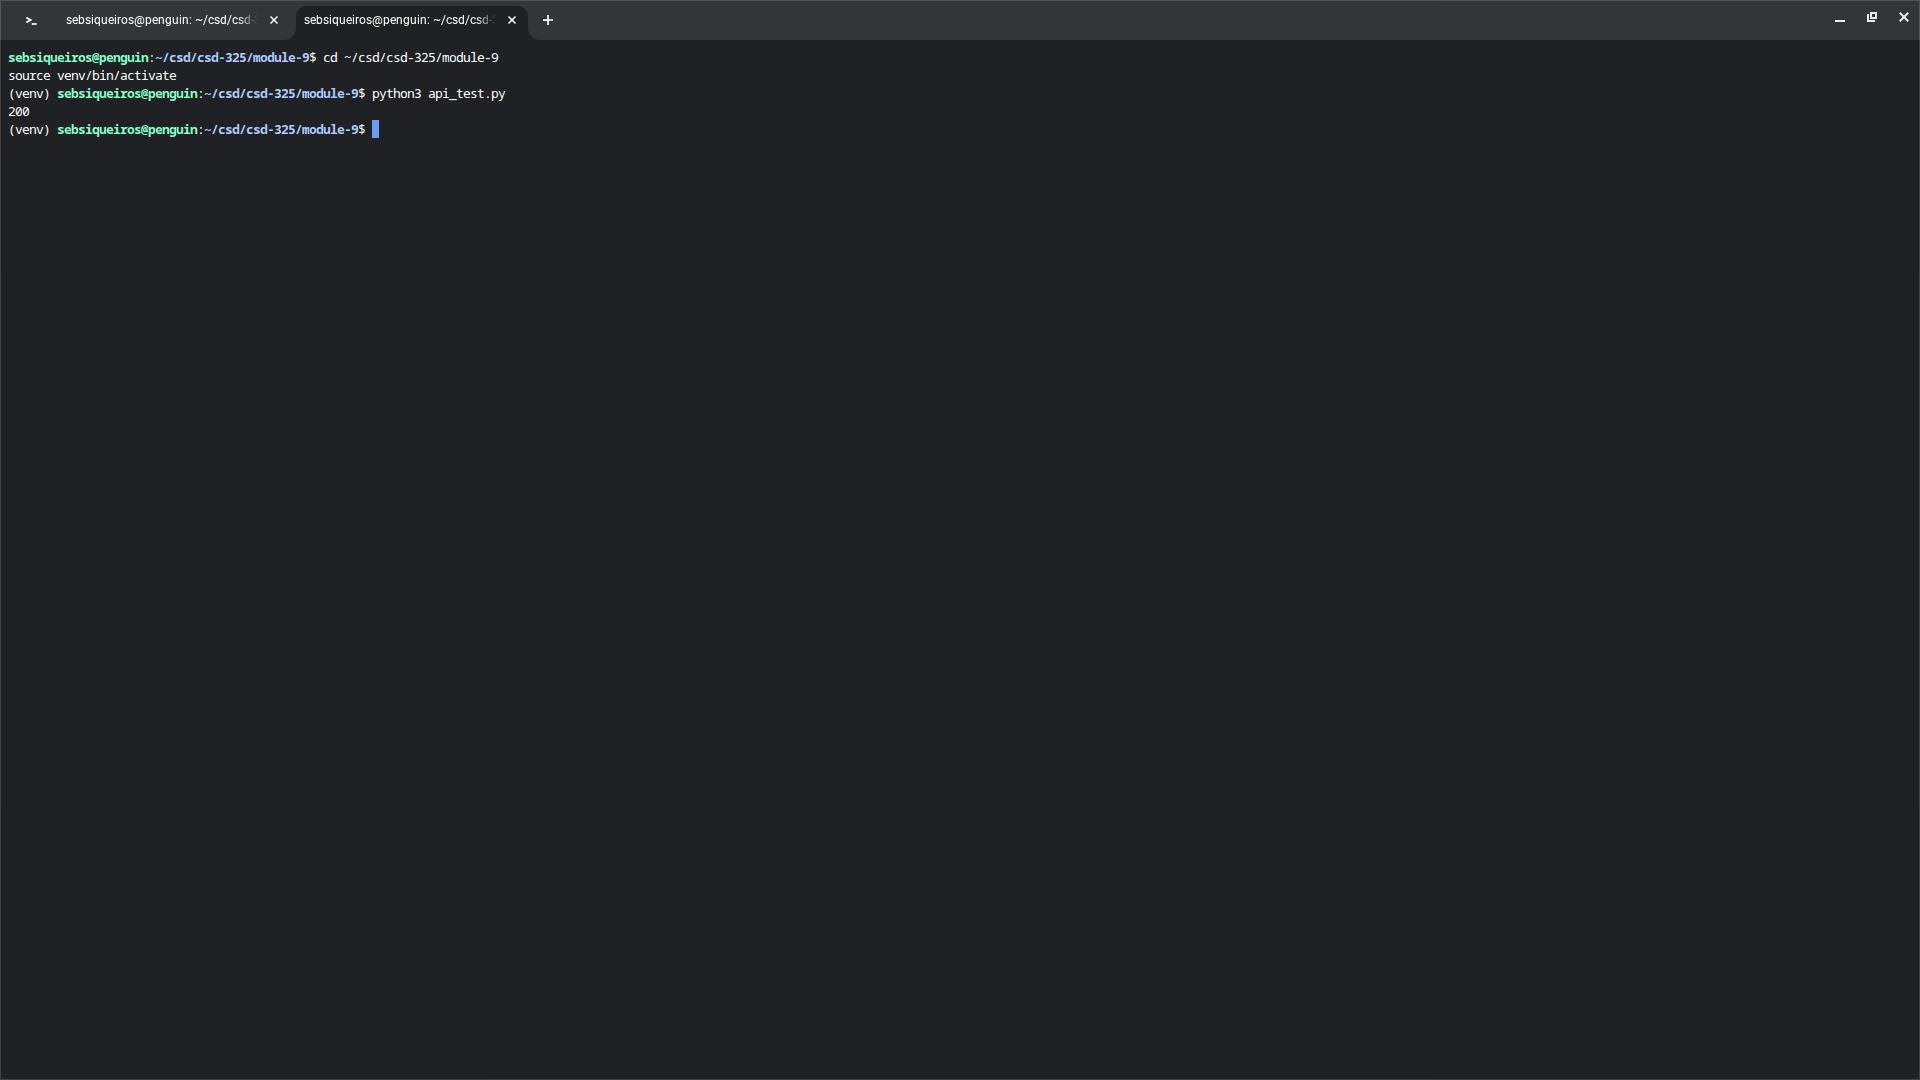 >_ sebsiqueiros@penguin: ~/csd/csd- sebsiqueiros@penguin: ~/csd/csd-
sebsiqueiros@penguin:~/csd/csd-325/module-9$ cd ~/csd/csd-325/module-9
source venv/bin/activate
(venv) sebsiqueiros@penguin:~/csd/csd-325/module-9$ python3 api_test.py
200
(venv) sebsiqueiros@penguin:~/csd/csd-325/module-9$